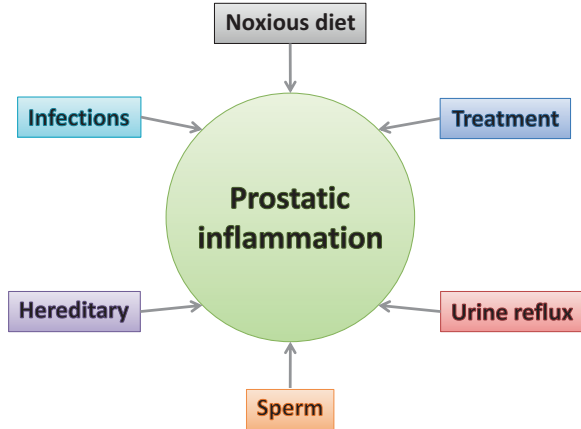 Noxious diet
Infections
Treatment
Prostatic
inflammation
Hereditary
Urine reflux
Sperm